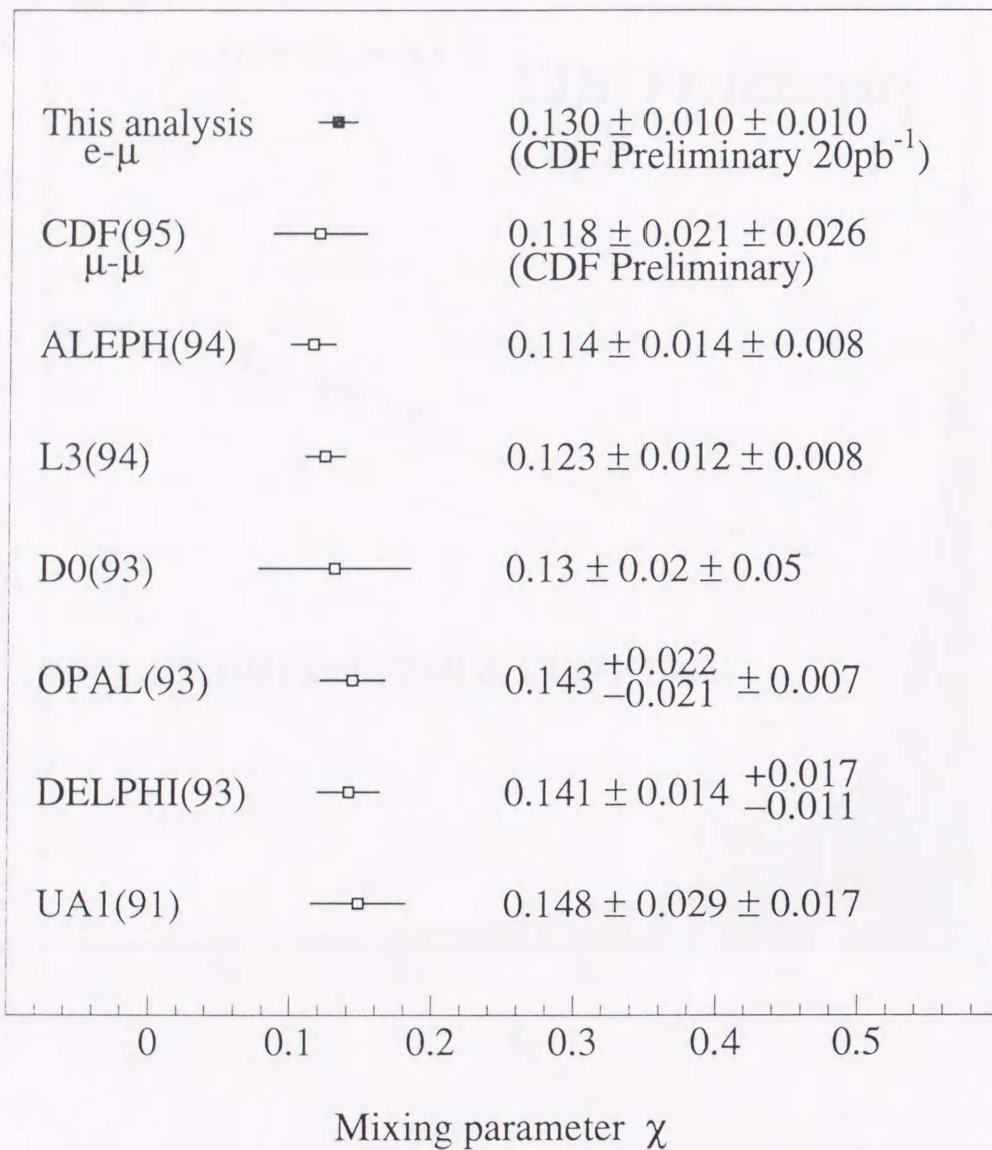 This analysis 0.130 ± 0.010 ± 0.010
e-μ (CDF Preliminary 20pb⁻¹)
CDF(95) 0.118 ± 0.021 ± 0.026
μ-μ (CDF Preliminary)
ALEPH(94) 0.114 ± 0.014 ± 0.008
L3(94) 0.123 ± 0.012 ± 0.008
D0(93) 0.13 ± 0.02 ± 0.05
OPAL(93) 0.143 +0.022 −0.021 ± 0.007
DELPHI(93) 0.141 ± 0.014 +0.017 −0.011
UA1(91) 0.148 ± 0.029 ± 0.017
0 0.1 0.2 0.3 0.4 0.5
Mixing parameter χ